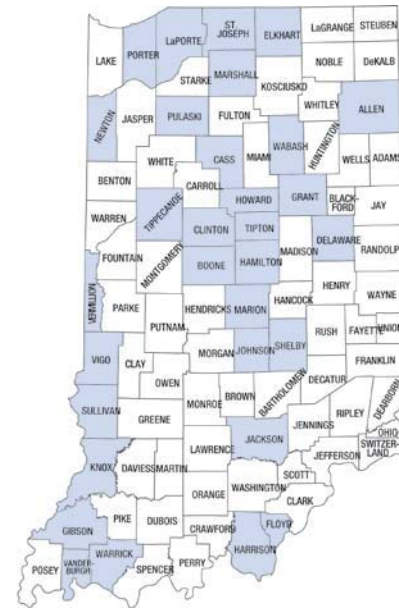 ST.
JOSEPH
ELKHART
LaGRANGE
STEUBEN
LaPORTE
PORTER
LAKE
NOBLE
DeKALB
MARSHALL
STARKE
KOSCIUSKO
WHITLEY
ALLEN
NEWTON
JASPER
PULASKI
FULTON
WABASH
HUNTINGTON
WHITE
CASS
MIAMI
WELLS
ADAMS
BENTON
CARROLL
HOWARD
GRANT
BLACK-
FORD
JAY
WARREN
TIPPECANOE
CLINTON
TIPTON
DELAWARE
RANDOLPH
FOUNTAIN
MONTGOMERY
BOONE
HAMILTON
MADISON
HENRY
WAYNE
VERMILLION
PARKE
PUTNAM
HENDRICKS
MARION
HANCOCK
RUSH
FAYETTE
UNION
VIGO
CLAY
MORGAN
JOHNSON
SHELBY
FRANKLIN
OWEN
SULLIVAN
GREENE
MONROE
BROWN
BARTHOLOMEW
DECATUR
RIPLEY
DEARBORN
JENNINGS
OHIO
SWITZER-
LAND
KNOX
DAVIESS
MARTIN
LAWRENCE
JACKSON
JEFFERSON
SCOTT
WASHINGTON
ORANGE
CLARK
GIBSON
PIKE
DUBOIS
CRAWFORD
FLOYD
HARRISON
POSEY
VANDER-
BURGH
WARRICK
SPENCER
PERRY